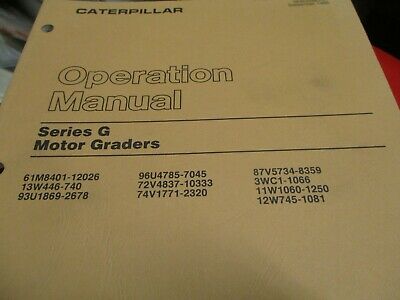 CATERPILLAR
Operation
Manual
Series G
Motor Graders
61M8401-12026
13W446-740
93U1869-2678
96U4785-7045
72V4837-10333
74V1771-2320
87V5734-8359
3WC1-1066
11W1060-1250
12W745-1081